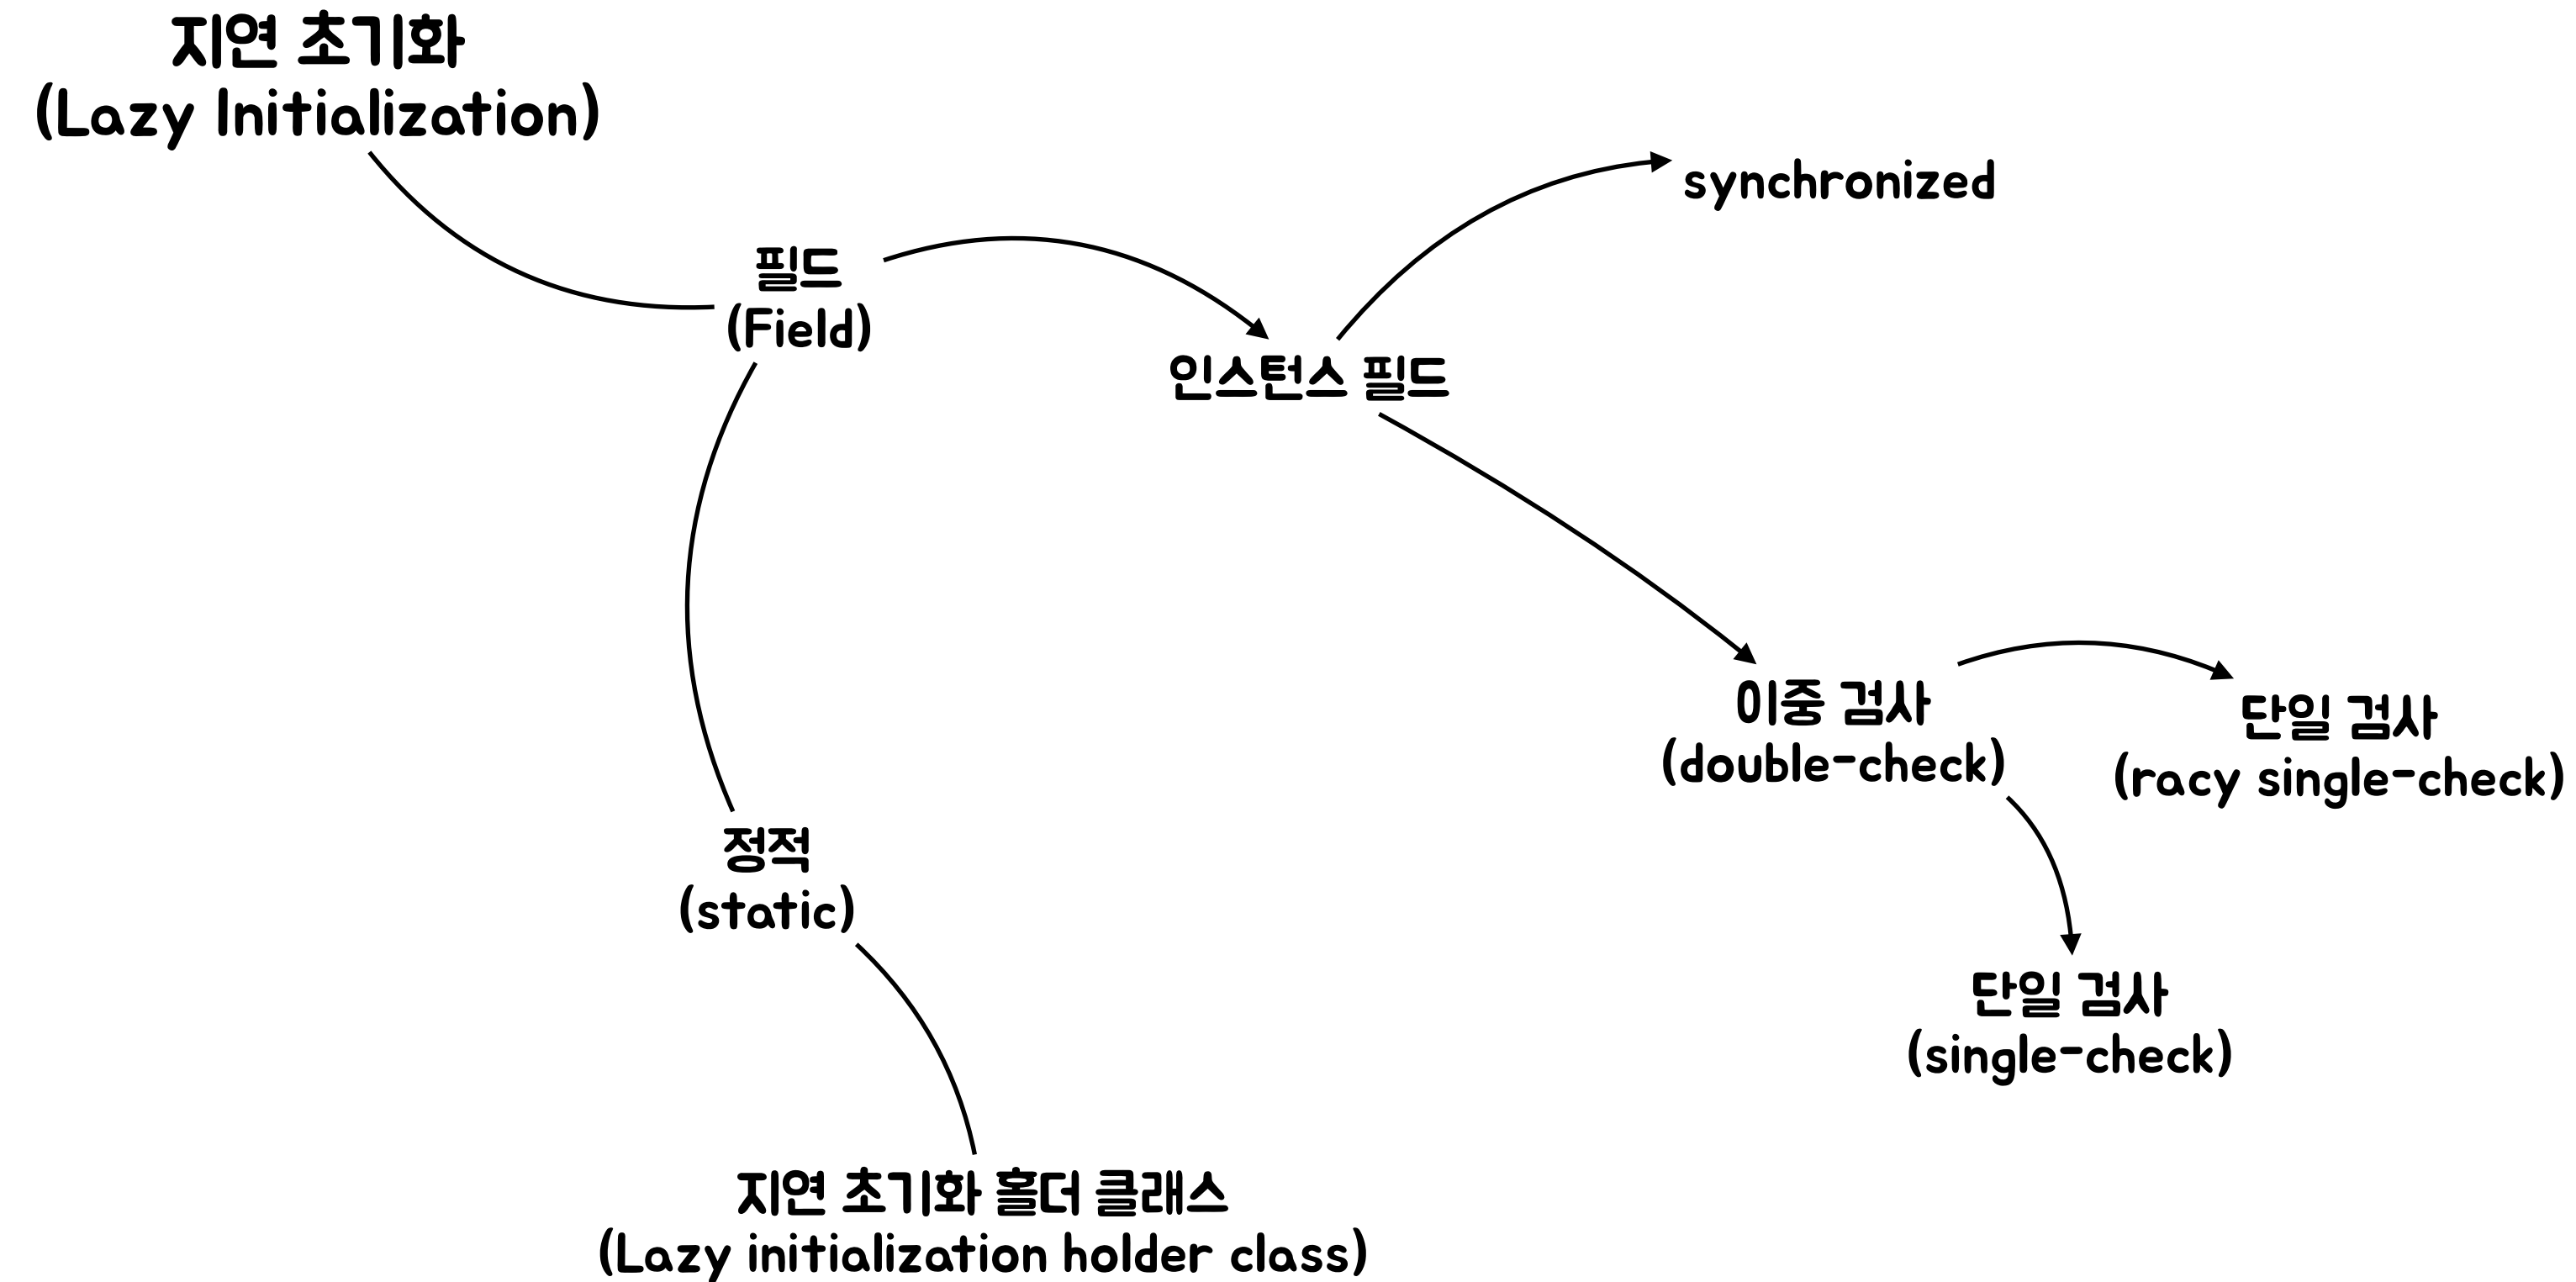 지연 초기화
(Lazy Initialization)
synchronized
필드
(Field)
인스턴스 필드
이중 검사
(double-check)
단일 검사
(racy single-check)
정적
(static)
단일 검사
(single-check)
지연 초기화 홀더 클래스
(Lazy initialization holder class)